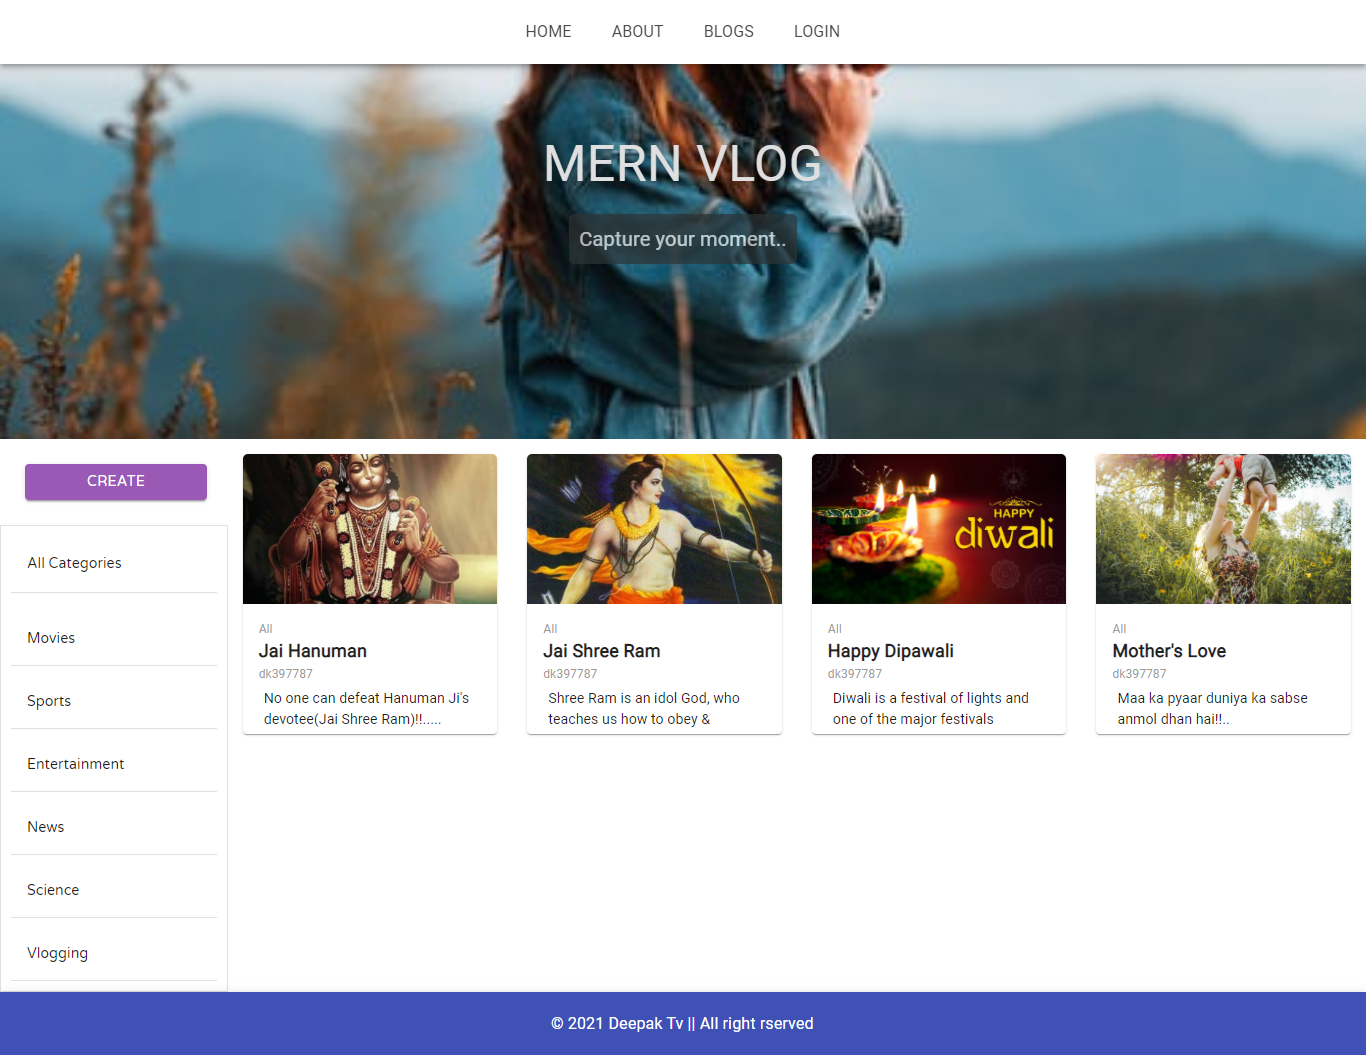 HOME ABOUT BLOGS LOGIN
MERN VLOG
Capture your moment..
CREATE
All Categories
Movies
Sports
Entertainment
News
Science
Vlogging
All
Jai Hanuman
dk397787
No one can defeat Hanuman Ji's
devotee(Jai Shree Ram)!!.....
All
Jai Shree Ram
dk397787
Shree Ram is an idol God, who
teaches us how to obey &
HAPPY
diwali
All
Happy Dipawali
dk397787
Diwali is a festival of lights and
one of the major festivals
All
Mother's Love
dk397787
Maa ka pyaar duniya ka sabse
anmol dhan hai!!..
© 2021 Deepak Tv || All right rserved